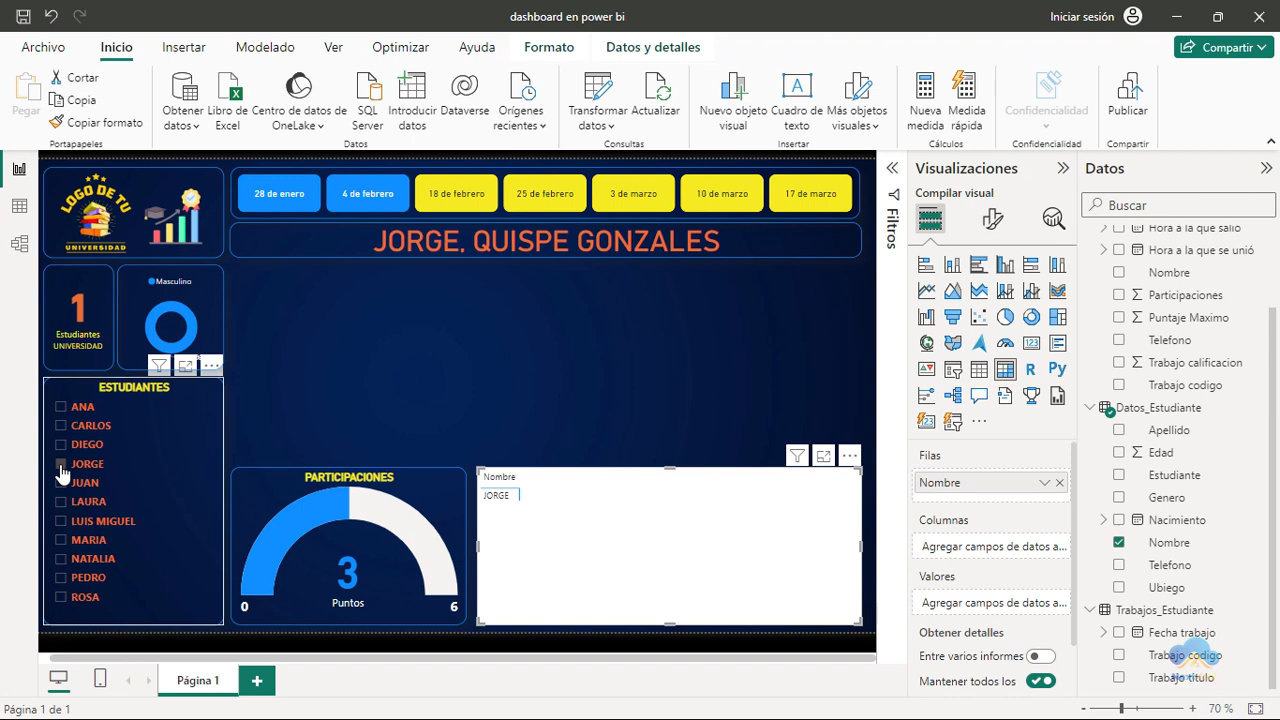 dashboard en power bi
Iniciar sesión
Archivo
Inicio
Insertar
Modelado
Ver
Optimizar
Ayuda
Formato
Datos y detalles
Compartir
Pegar
Cortar
Copia
Copiar formato
Portapapeles
Obtener datos
Libro de Excel
Centro de datos de OneLake
SQL Server
Introducir datos
Dataverse
Orígenes recientes
Datos
Transformar datos
Actualizar
Consultas
Nuevo objeto visual
Cuadro de texto
Más objetos visuales
Insertar
Nueva medida
Medida rápida
Cálculos
Confidencialidad
Confidencialidad
Publicar
Compartir
LOGO DE TU
UNIVERSIDAD
28 de enero
4 de febrero
18 de febrero
25 de febrero
3 de marzo
10 de marzo
17 de marzo
JORGE, QUISPE GONZALES
1
Estudiantes
UNIVERSIDAD
Masculino
ESTUDIANTES
ANA
CARLOS
DIEGO
JORGE
JUAN
LAURA
LUIS MIGUEL
MARIA
NATALIA
PEDRO
ROSA
PARTICIPACIONES
3
Puntos
0
6
Nombre
JORGE
Filtros
Visualizaciones
Compilar visual
R
Py
123
Filas
Nombre
Columnas
Agregar campos de datos a...
Valores
Agregar campos de datos a...
Obtener detalles
Entre varios informes
Mantener todos los
Datos
Buscar
Hora a la que salió
Hora a la que se unió
Nombre
Participaciones
Puntaje Maximo
Telefono
Trabajo calificacion
Trabajo codigo
Datos_Estudiante
Apellido
Edad
Estudiante
Genero
Nacimiento
Nombre
Telefono
Ubiego
Trabajos_Estudiante
Fecha trabajo
Trabajo codigo
Trabajo titulo
Página 1
Página 1 de 1
70 %